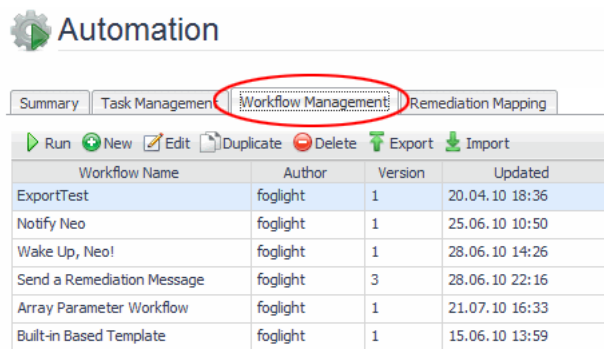 Automation
Summary Task Management Workflow Management Remediation Mapping
Run New Edit Duplicate Delete Export Import
Workflow Name Author Version Updated
ExportTest foglight 1 20.04.10 18:36
Notify Neo foglight 1 25.06.10 10:50
Wake Up, Neo! foglight 1 28.06.10 14:26
Send a Remediation Message foglight 3 28.06.10 22:16
Array Parameter Workflow foglight 1 21.07.10 16:33
Built-in Based Template foglight 1 15.06.10 13:59